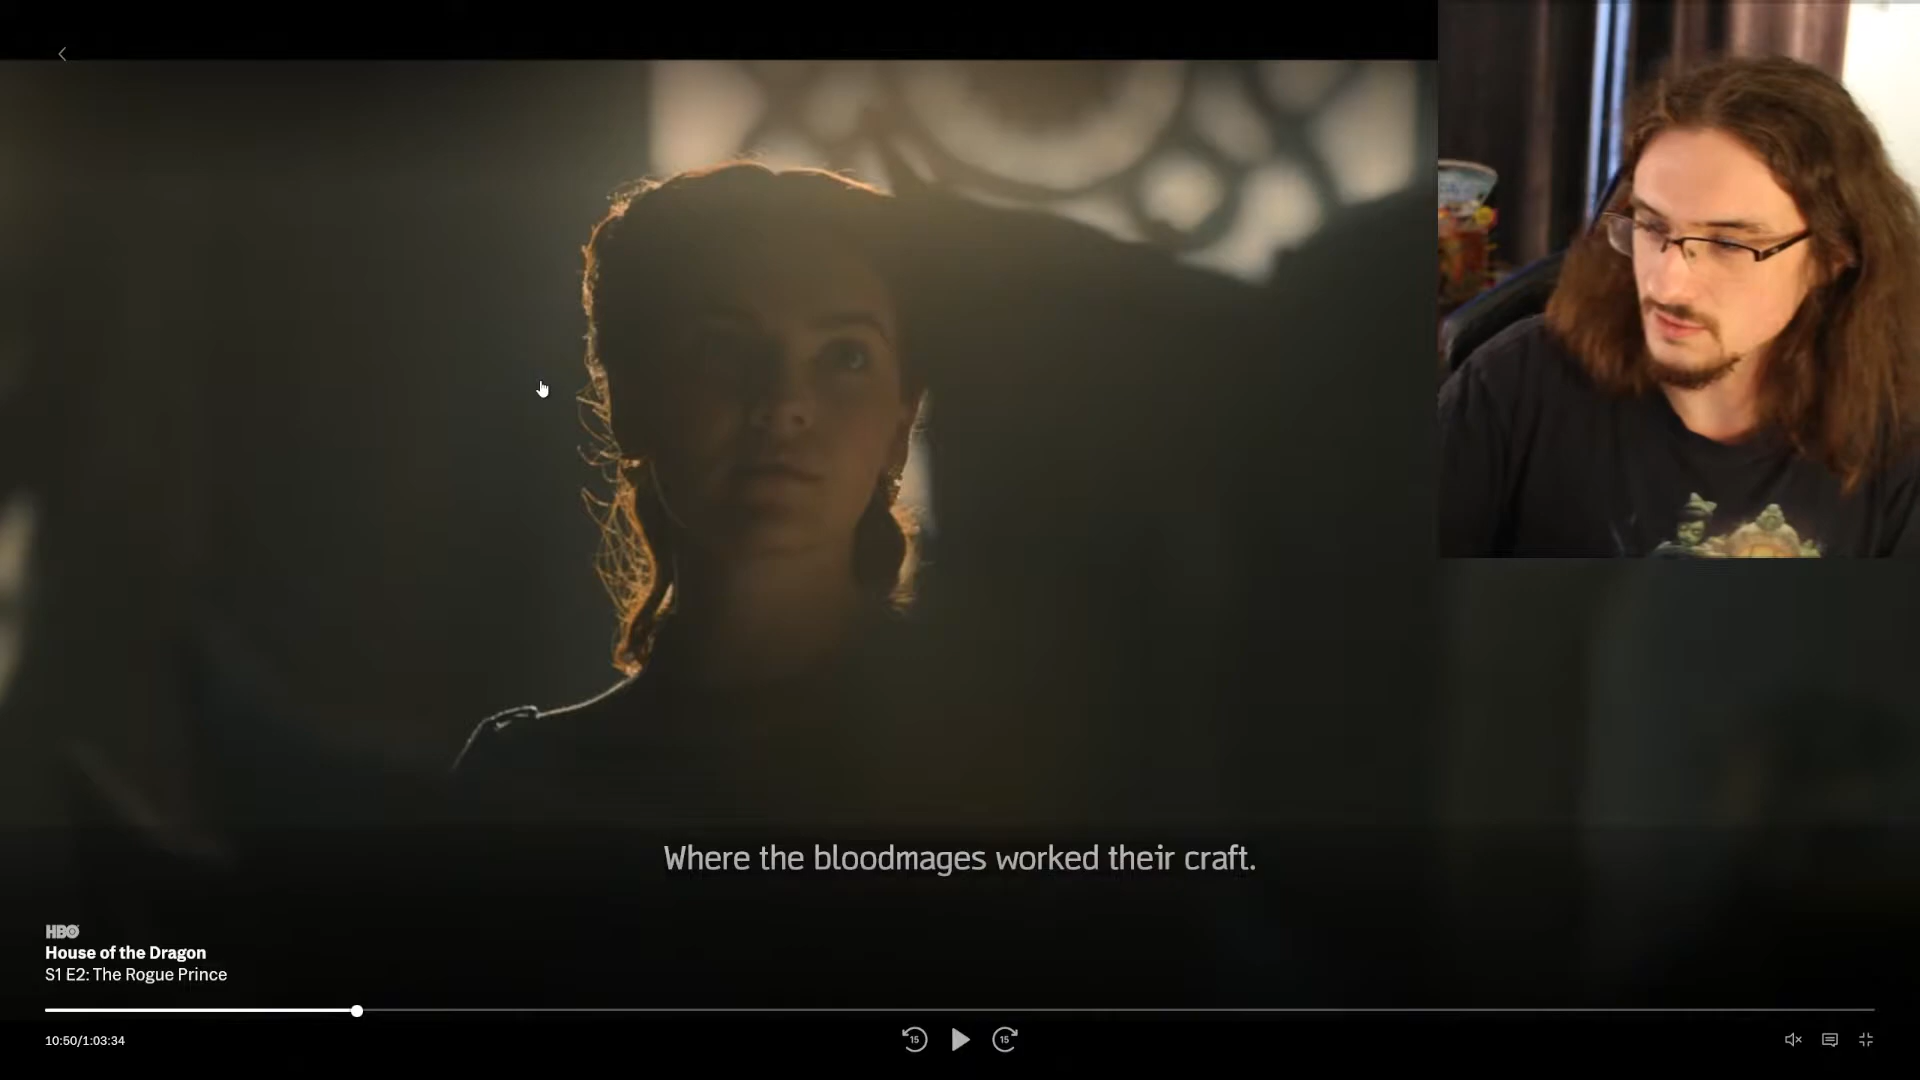 Where the bloodmages worked their craft.
HBO
House of the Dragon
S1 E2: The Rogue Prince
10:50/1:03:34
15
15